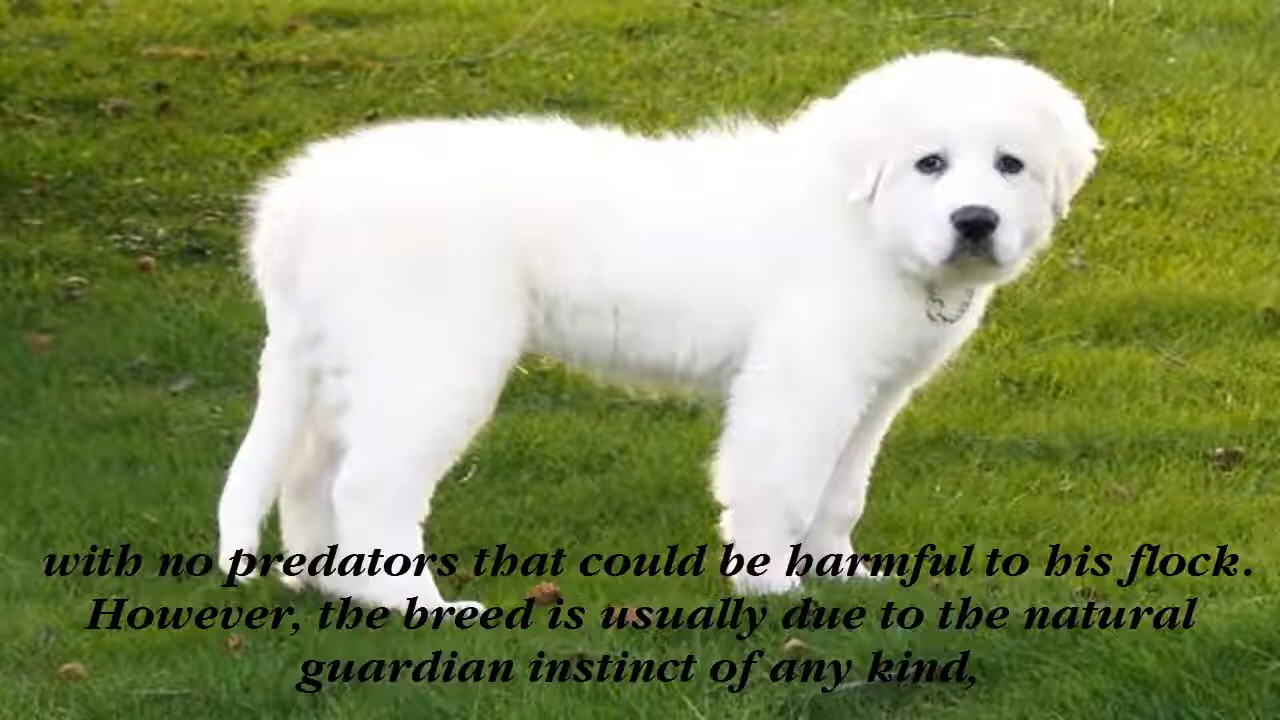 with no predators that could be harmful to his flock.
However, the breed is usually due to the natural
guardian instinct of any kind,